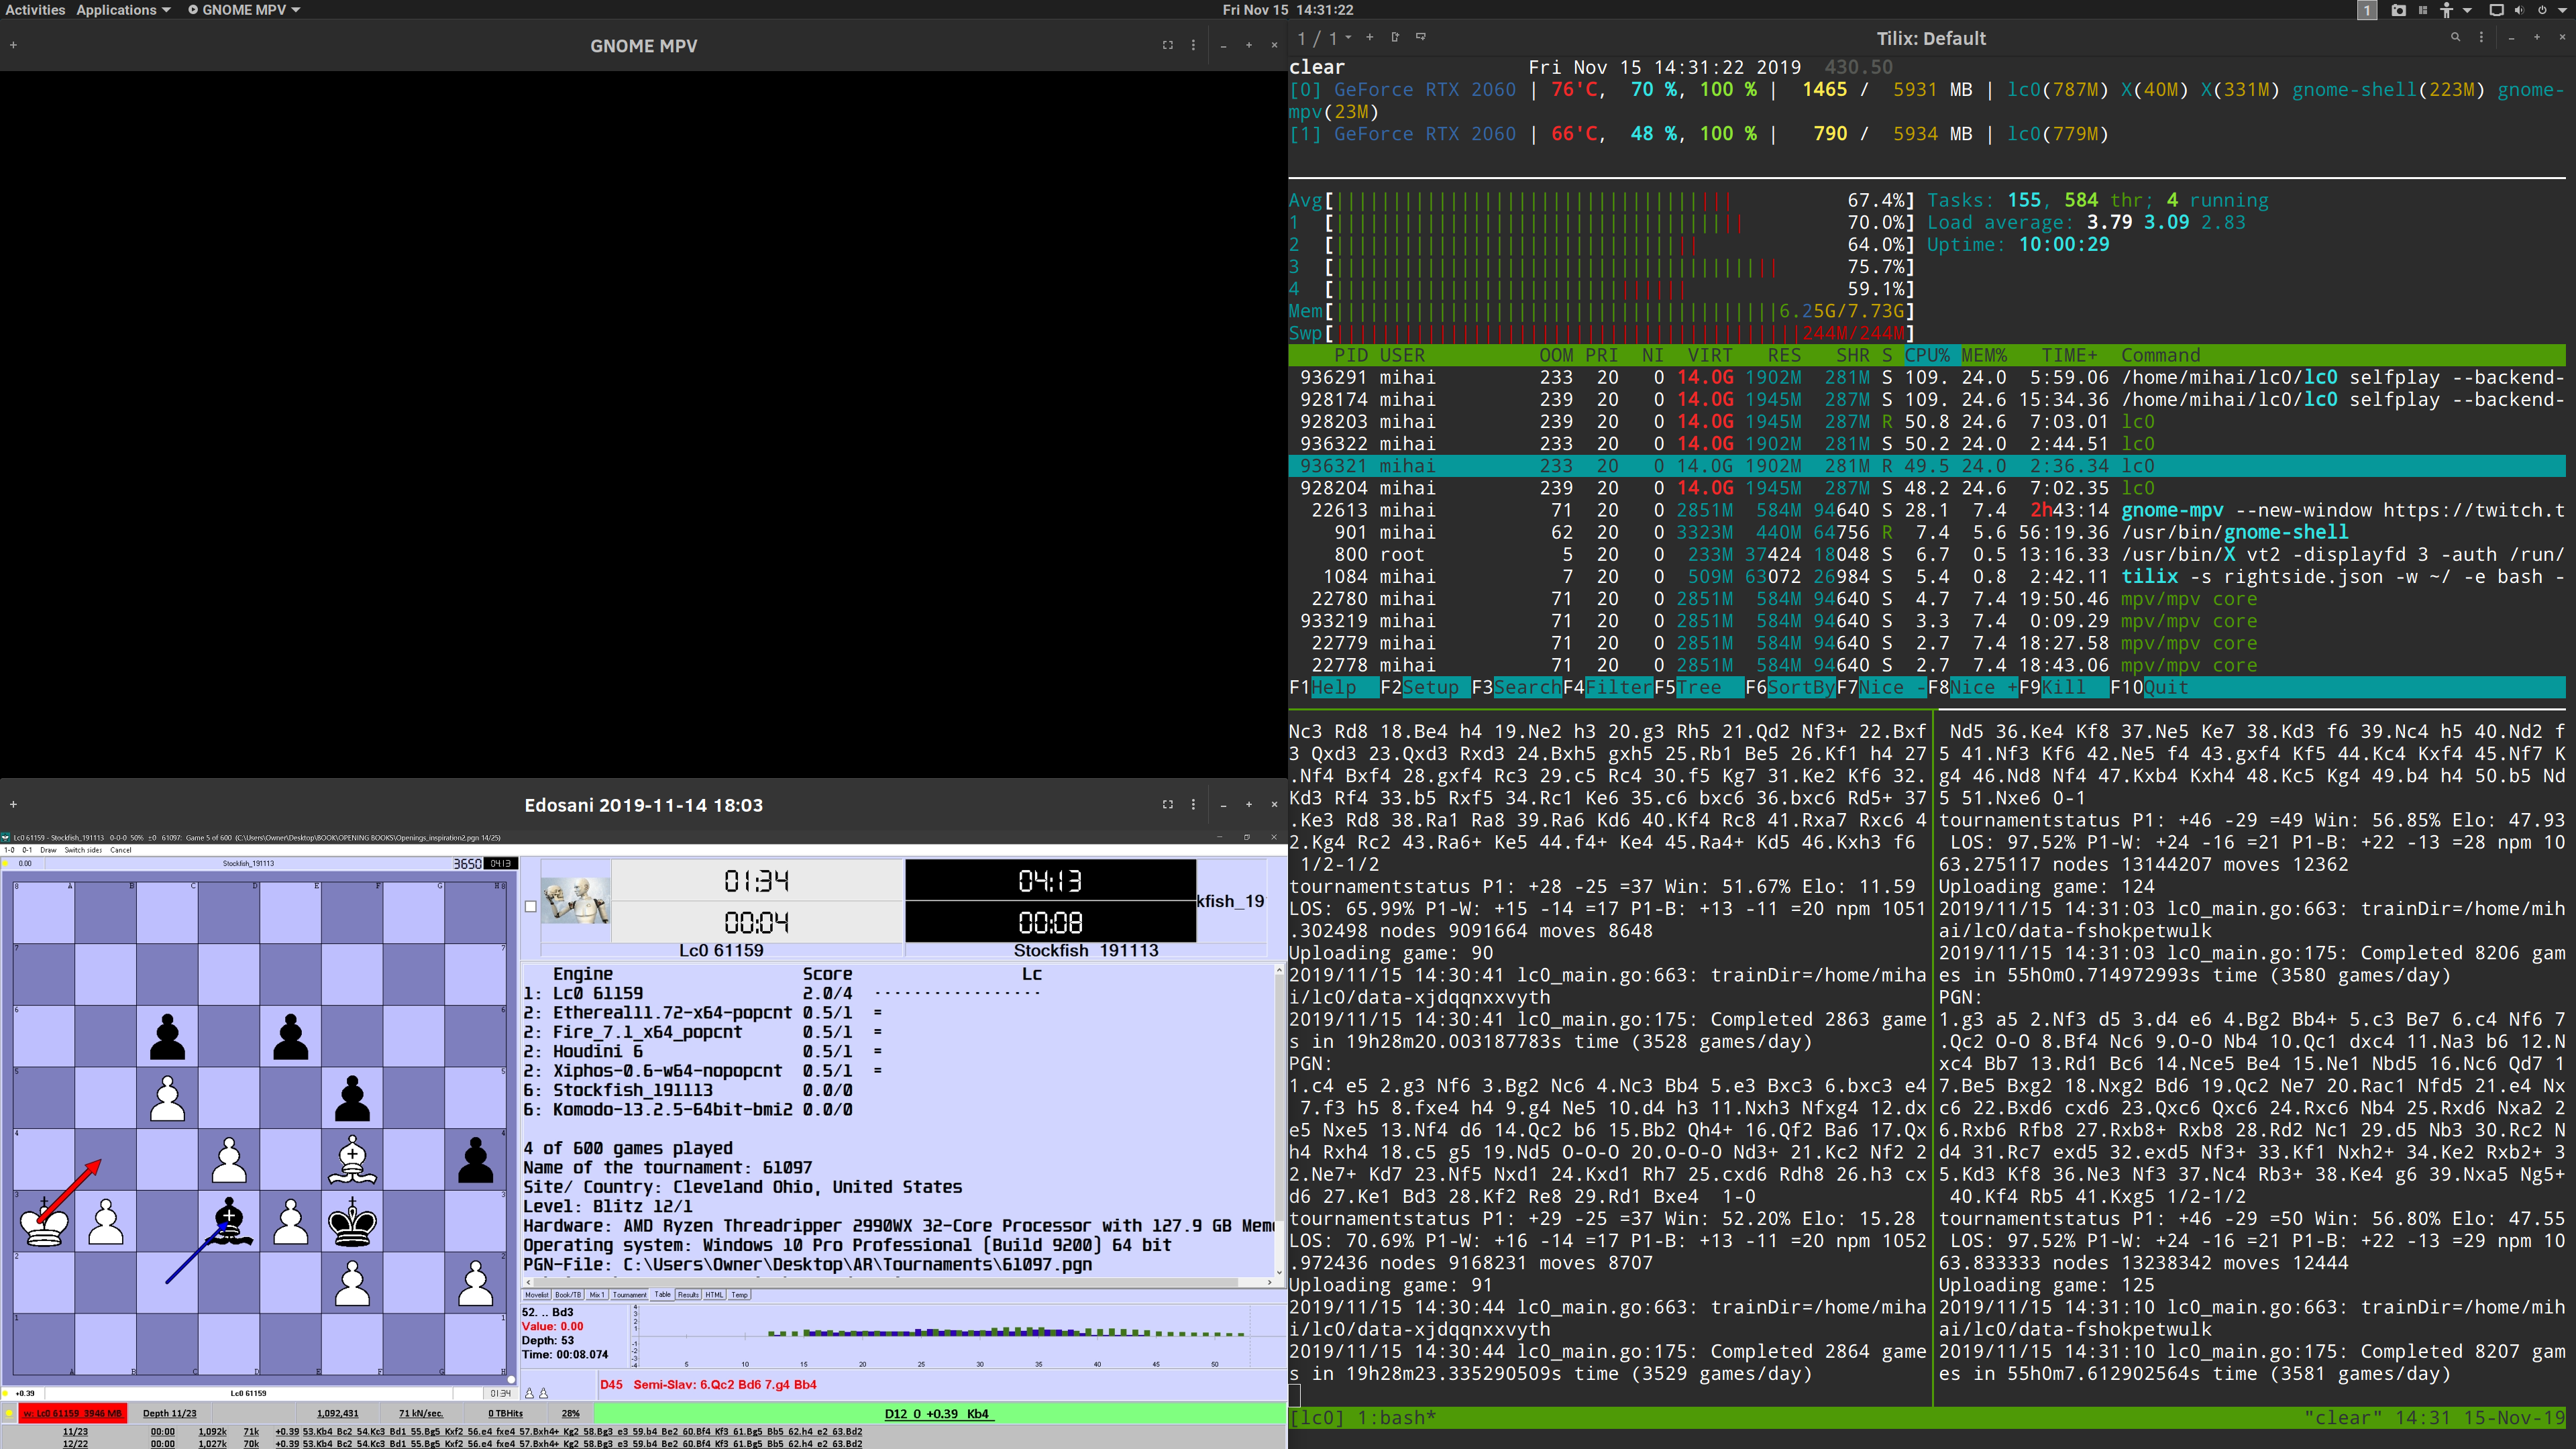 Activities Applications GNOME MPV Fri Nov 15 14:31:22 1
GNOME MPV
1 / 1 Tilix: Default
clear Fri Nov 15 14:31:22 2019 430.50
[0] GeForce RTX 2060 | 76'C, 70 %, 100 % | 1465 / 5931 MB | lc0(787M) X(40M) X(331M) gnome-shell(223M) gnome-
mpv(23M)
[1] GeForce RTX 2060 | 66'C, 48 %, 100 % | 790 / 5934 MB | lc0(779M)
Avg[ 67.4%] Tasks: 155, 584 thr; 4 running
1 [ 70.0%] Load average: 3.79 3.09 2.83
2 [ 64.0%] Uptime: 10:00:29
3 [ 75.7%]
4 [ 59.1%]
Mem[ 6.25G/7.73G]
Swp[ 244M/244M]
PID USER OOM PRI NI VIRT RES SHR S CPU% MEM% TIME+ Command
936291 mihai 233 20 0 14.0G 1902M 281M S 109. 24.0 5:59.06 /home/mihai/lc0/lc0 selfplay --backend-
928174 mihai 239 20 0 14.0G 1945M 287M S 109. 24.6 15:34.36 /home/mihai/lc0/lc0 selfplay --backend-
928203 mihai 239 20 0 14.0G 1945M 287M R 50.8 24.6 7:03.01 lc0
936322 mihai 233 20 0 14.0G 1902M 281M S 50.2 24.0 2:44.51 lc0
936321 mihai 233 20 0 14.0G 1902M 281M R 49.5 24.0 2:36.34 lc0
928204 mihai 239 20 0 14.0G 1945M 287M S 48.2 24.6 7:02.35 lc0
22613 mihai 71 20 0 2851M 584M 94640 S 28.1 7.4 2h43:14 gnome-mpv --new-window https://twitch.t
901 mihai 62 20 0 3323M 440M 64756 R 7.4 5.6 56:19.36 /usr/bin/gnome-shell
800 root 5 20 0 233M 37424 18048 S 6.7 0.5 13:16.33 /usr/bin/X vt2 -displayfd 3 -auth /run/
1084 mihai 7 20 0 509M 63072 26984 S 5.4 0.8 2:42.11 tilix -s rightside.json -w ~/ -e bash -
22780 mihai 71 20 0 2851M 584M 94640 S 4.7 7.4 19:50.46 mpv/mpv core
933219 mihai 71 20 0 2851M 584M 94640 S 3.3 7.4 0:09.29 mpv/mpv core
22779 mihai 71 20 0 2851M 584M 94640 S 2.7 7.4 18:27.58 mpv/mpv core
22778 mihai 71 20 0 2851M 584M 94640 S 2.7 7.4 18:43.06 mpv/mpv core
F1Help F2Setup F3SearchF4FilterF5Tree F6SortByF7Nice -F8Nice +F9Kill F10Quit
Nc3 Rd8 18.Be4 h4 19.Ne2 h3 20.g3 Rh5 21.Qd2 Nf3+ 22.Bxf
3 Qxd3 23.Qxd3 Rxd3 24.Bxh5 gxh5 25.Rb1 Be5 26.Kf1 h4 27
.Nf4 Bxf4 28.gxf4 Rc3 29.c5 Rc4 30.f5 Kg7 31.Ke2 Kf6 32.
Kd3 Rf4 33.b5 Rxf5 34.Rc1 Ke6 35.c6 bxc6 36.bxc6 Rd5+ 37
.Ke3 Rd8 38.Ra1 Ra8 39.Ra6 Kd6 40.Kf4 Rc8 41.Rxa7 Rxc6 4
2.Kg4 Rc2 43.Ra6+ Ke5 44.f4+ Ke4 45.Ra4+ Kd5 46.Kxh3 f6
1/2-1/2
tournamentstatus P1: +28 -25 =37 Win: 51.67% Elo: 11.59
LOS: 65.99% P1-W: +15 -14 =17 P1-B: +13 -11 =20 npm 1051
.302498 nodes 9091664 moves 8648
Uploading game: 90
2019/11/15 14:30:41 lc0_main.go:663: trainDir=/home/miha
i/lc0/data-xjdqqnxxvyth
2019/11/15 14:30:41 lc0_main.go:175: Completed 2863 game
s in 19h28m20.003187783s time (3528 games/day)
PGN:
1.c4 e5 2.g3 Nf6 3.Bg2 Nc6 4.Nc3 Bb4 5.e3 Bxc3 6.bxc3 e4
7.f3 h5 8.fxe4 h4 9.g4 Ne5 10.d4 h3 11.Nxh3 Nfxg4 12.dx
e5 Nxe5 13.Nf4 d6 14.Qc2 b6 15.Bb2 Qh4+ 16.Qf2 Ba6 17.Qx
h4 Rxh4 18.c5 g5 19.Nd5 O-O-O 20.O-O-O Nd3+ 21.Kc2 Nf2 2
2.Ne7+ Kd7 23.Nf5 Nxd1 24.Kxd1 Rh7 25.cxd6 Rdh8 26.h3 cx
d6 27.Ke1 Bd3 28.Kf2 Re8 29.Rd1 Bxe4 1-0
tournamentstatus P1: +29 -25 =37 Win: 52.20% Elo: 15.28
LOS: 70.69% P1-W: +16 -14 =17 P1-B: +13 -11 =20 npm 1052
.972436 nodes 9168231 moves 8707
Uploading game: 91
2019/11/15 14:30:44 lc0_main.go:663: trainDir=/home/miha
i/lc0/data-xjdqqnxxvyth
2019/11/15 14:30:44 lc0_main.go:175: Completed 2864 game
s in 19h28m23.335290509s time (3529 games/day)
Nd5 36.Ke4 Kf8 37.Ne5 Ke7 38.Kd3 f6 39.Nc4 h5 40.Nd2 f
5 41.Nf3 Kf6 42.Ne5 f4 43.gxf4 Kf5 44.Kc4 Kxf4 45.Nf7 K
g4 46.Nd8 Nf4 47.Kxb4 Kxh4 48.Kc5 Kg4 49.b4 h4 50.b5 Nd
5 51.Nxe6 0-1
tournamentstatus P1: +46 -29 =49 Win: 56.85% Elo: 47.93
LOS: 97.52% P1-W: +24 -16 =21 P1-B: +22 -13 =28 npm 10
63.275117 nodes 13144207 moves 12362
Uploading game: 124
2019/11/15 14:31:03 lc0_main.go:663: trainDir=/home/mih
ai/lc0/data-fshokpetwulk
2019/11/15 14:31:03 lc0_main.go:175: Completed 8206 gam
es in 55h0m0.714972993s time (3580 games/day)
PGN:
1.g3 a5 2.Nf3 d5 3.d4 e6 4.Bg2 Bb4+ 5.c3 Be7 6.c4 Nf6 7
.Qc2 O-O 8.Bf4 Nc6 9.O-O Nb4 10.Qc1 dxc4 11.Na3 b6 12.N
xc4 Bb7 13.Rd1 Bc6 14.Nce5 Be4 15.Ne1 Nbd5 16.Nc6 Qd7 1
7.Be5 Bxg2 18.Nxg2 Bd6 19.Qc2 Ne7 20.Rac1 Nfd5 21.e4 Nx
c6 22.Bxd6 cxd6 23.Qxc6 Qxc6 24.Rxc6 Nb4 25.Rxd6 Nxa2 2
6.Rxb6 Rfb8 27.Rxb8+ Rxb8 28.Rd2 Nc1 29.d5 Nb3 30.Rc2 N
d4 31.Rc7 exd5 32.exd5 Nf3+ 33.Kf1 Nxh2+ 34.Ke2 Rxb2+ 3
5.Kd3 Kf8 36.Ne3 Nf3 37.Nc4 Rb3+ 38.Ke4 g6 39.Nxa5 Ng5+
40.Kf4 Rb5 41.Kxg5 1/2-1/2
tournamentstatus P1: +46 -29 =50 Win: 56.80% Elo: 47.55
LOS: 97.52% P1-W: +24 -16 =21 P1-B: +22 -13 =29 npm 10
63.833333 nodes 13238342 moves 12444
Uploading game: 125
2019/11/15 14:31:10 lc0_main.go:663: trainDir=/home/mih
ai/lc0/data-fshokpetwulk
2019/11/15 14:31:10 lc0_main.go:175: Completed 8207 gam
es in 55h0m7.612902564s time (3581 games/day)
[lc0] 1:bash* "clear" 14:31 15-Nov-19
Edosani 2019-11-14 18:03
Lc0 61159 - Stockfish_191113 0-0-0 50% ±0 61097: Game 5 of 600 (C:\Users\Owner\Desktop\BOOK\OPENING BOOKS\Openings_inspiration2.pgn 14/25)
1-0 0-1 Draw Switch sides Cancel
0.00 Stockfish_191113 3650 04:13
01:34 04:13 kfish_19
00:04 00:08
Lc0 61159 Stockfish 191113
Engine Score Lc
1: Lc0 61159 2.0/4 ------------------
2: Ethereal11.72-x64-popcnt 0.5/1 =
2: Fire_7.1_x64_popcnt 0.5/1 =
2: Houdini 6 0.5/1 =
2: Xiphos-0.6-w64-nopopcnt 0.5/1 =
6: Stockfish_191113 0.0/0
6: Komodo-13.2.5-64bit-bmi2 0.0/0
4 of 600 games played
Name of the tournament: 61097
Site/ Country: Cleveland Ohio, United States
Level: Blitz 12/1
Hardware: AMD Ryzen Threadripper 2990WX 32-Core Processor with 127.9 GB Mem
Operating system: Windows 10 Pro Professional (Build 9200) 64 bit
PGN-File: C:\Users\Owner\Desktop\AR\Tournaments\61097.pgn
Movelist Book/TB Mix 1 Tournament Table Results HTML Temp
52. .. Bd3
Value: 0.00
Depth: 53
Time: 00:08.074
5 10 15 20 25 30 35 40 45 50
D45 Semi-Slav: 6.Qc2 Bd6 7.g4 Bb4
+0.39 Lc0 61159 01:34
w: Lc0 61159 3946 MB Depth 11/23 1,092,431 71 kN/sec. 0 TBHits 28% D12 0 +0.39 Kb4
11/23 00:00 1,092k 71k +0.39 53.Kb4 Bc2 54.Kc3 Bd1 55.Bg5 Kxf2 56.e4 fxe4 57.Bxh4+ Kg2 58.Bg3 e3 59.b4 Be2 60.Bf4 Kf3 61.Bg5 Bb5 62.h4 e2 63.Bd2
12/22 00:00 1,027k 70k +0.39 53.Kb4 Bc2 54.Kc3 Bd1 55.Bg5 Kxf2 56.e4 fxe4 57.Bxh4+ Kg2 58.Bg3 e3 59.b4 Be2 60.Bf4 Kf3 61.Bg5 Bb5 62.h4 e2 63.Bd2